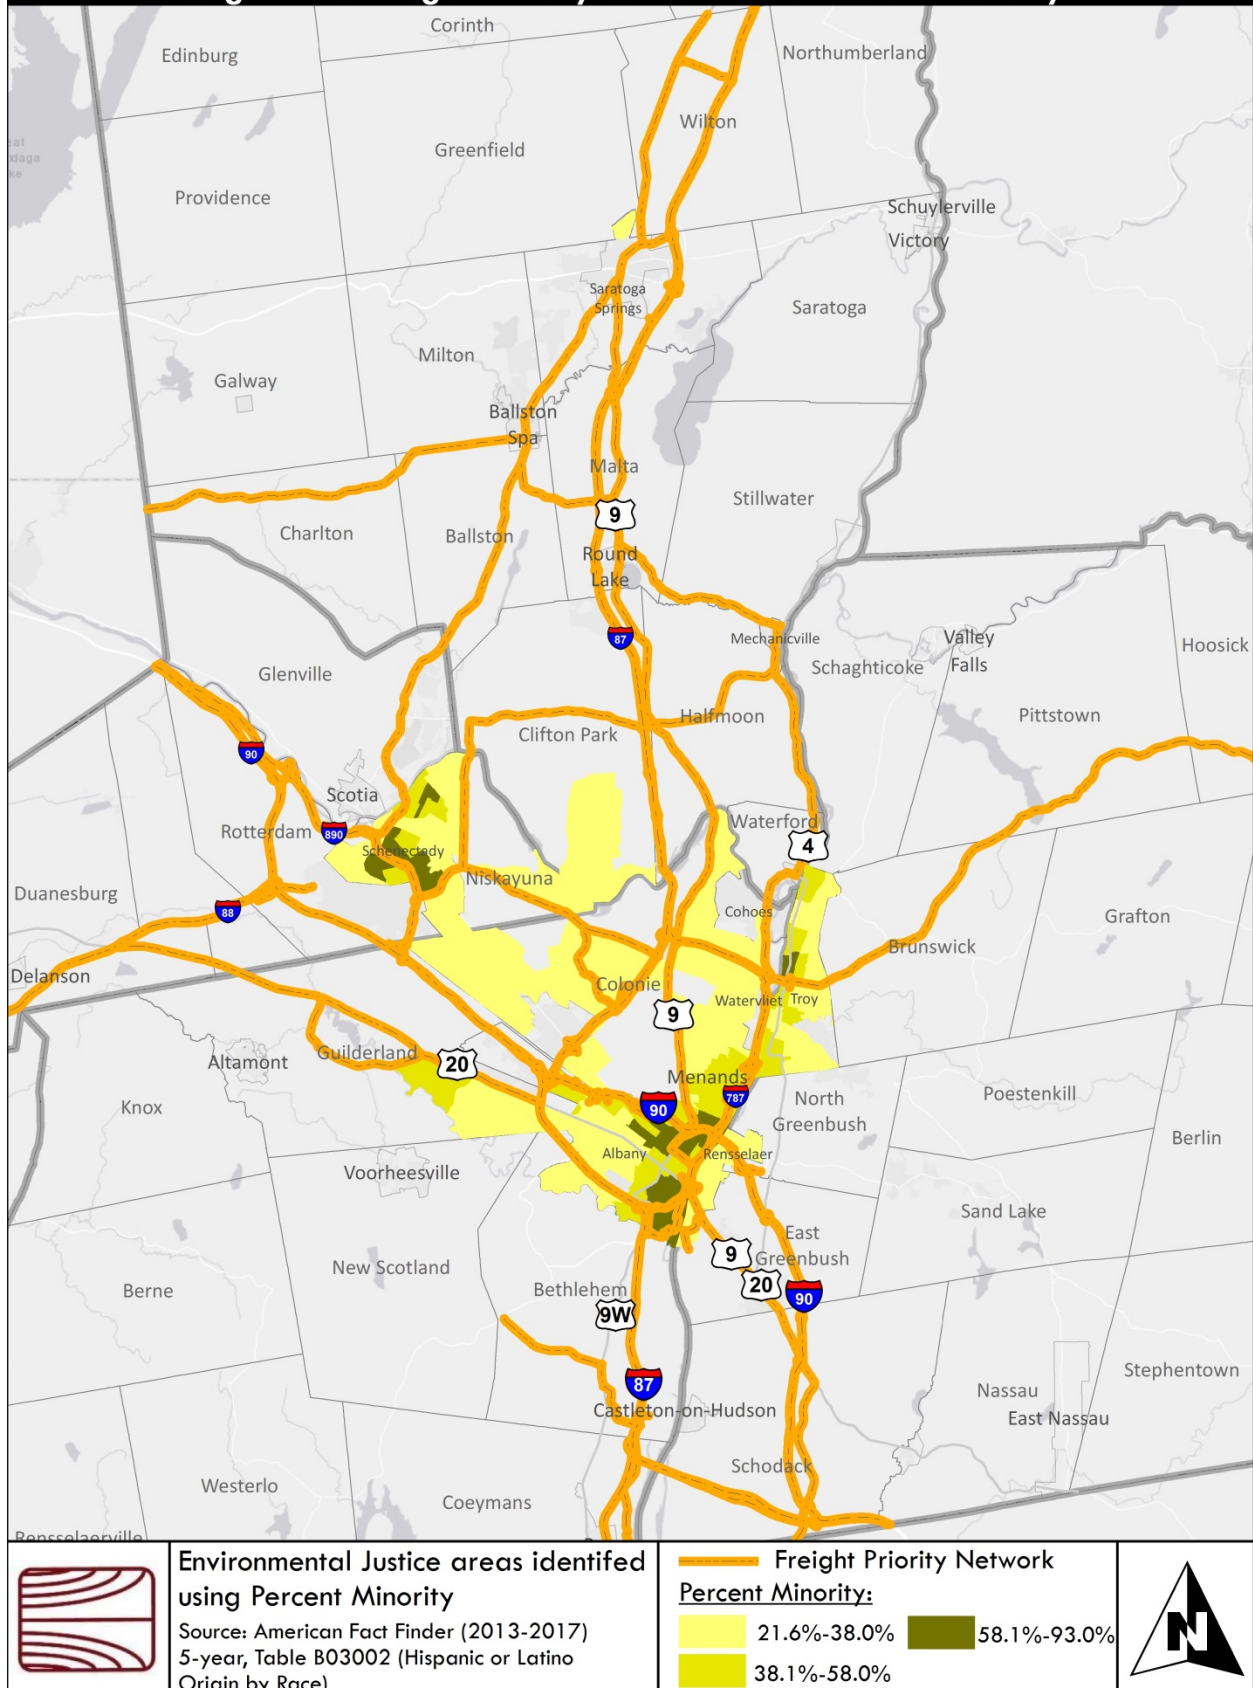 Corinth
Edinburg
Northumberland
Wilton
Greenfield
Providence
Schuylerville
Victory
Saratoga
Springs
Saratoga
Milton
Galway
Ballston
Spa
Malta
Stillwater
9
Charlton
Ballston
Round
Lake
87
Mechanicville
Valley
Falls
Hoosick
Schaghticoke
Glenville
Halfmoon
Pittstown
Clifton Park
90
Scotia
Waterford
Rotterdam
890
4
Schenectady
Niskayuna
Duanesburg
88
Cohoes
Grafton
Brunswick
Delanson
Colonie
Watervliet
Troy
9
Guilderland
Altamont
20
Menands
Knox
90
787
North
Greenbush
Poestenkill
Berlin
Albany
Rensselaer
Voorheesville
Sand Lake
East
Greenbush
9
New Scotland
Berne
Bethlehem
20
90
9W
87
Stephentown
Nassau
East Nassau
Castleton-on-Hudson
Schodack
Westerlo
Coeymans
Rensselaerville
Environmental Justice areas identifed
using Percent Minority
Source: American Fact Finder (2013-2017)
5-year, Table B03002 (Hispanic or Latino
Origin by Race)
Freight Priority Network
Percent Minority:
21.6%-38.0%
58.1%-93.0%
38.1%-58.0%
N